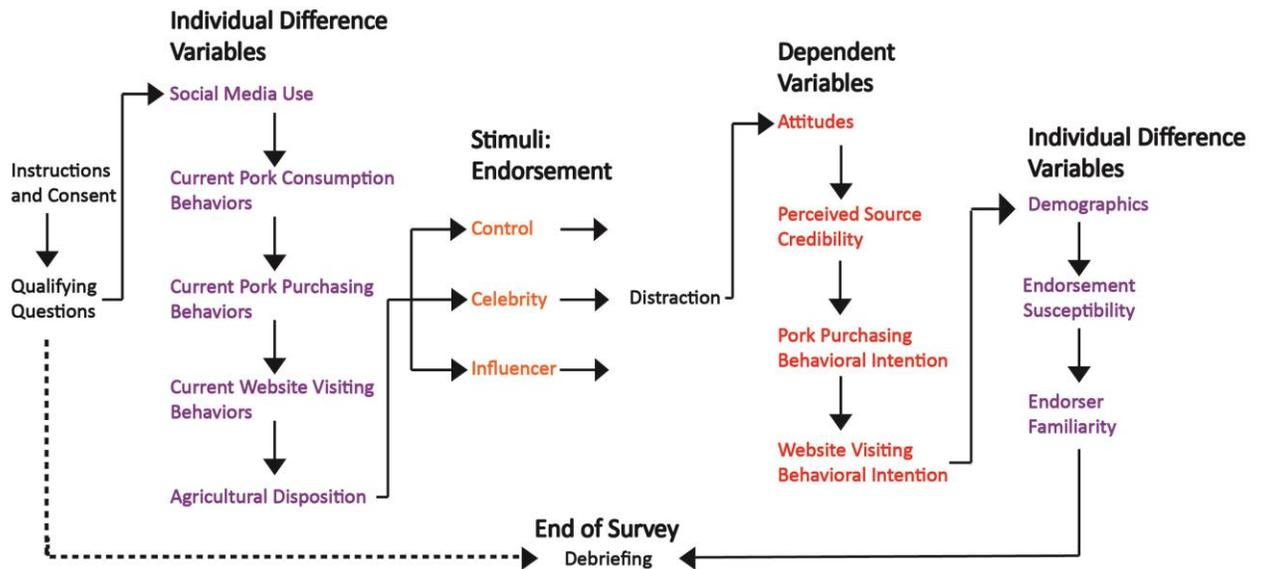 Instructions
and Consent
Qualifying
Questions
Individual Difference
Variables
Social Media Use
Current Pork Consumption
Behaviors
Current Pork Purchasing
Behaviors
Current Website Visiting
Behaviors
Agricultural Disposition
Stimuli:
Endorsement
Control
Celebrity
Influencer
Distraction
Dependent
Variables
Attitudes
Perceived Source
Credibility
Pork Purchasing
Behavioral Intention
Website Visiting
Behavioral Intention
Individual Difference
Variables
Demographics
Endorsement
Susceptibility
Endorser
Familiarity
End of Survey
Debriefing